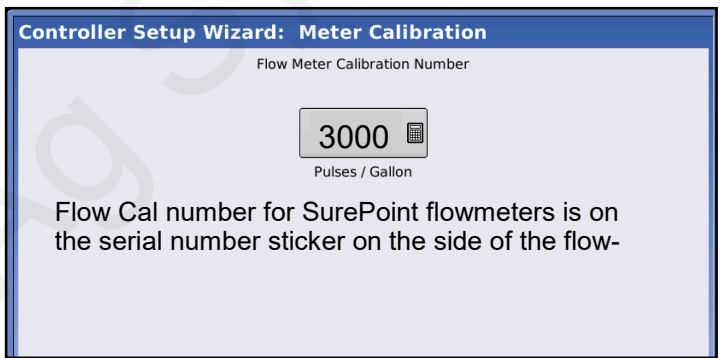 Controller Setup Wizard: Meter Calibration
Flow Meter Calibration Number
3000
Pulses / Gallon
Flow Cal number for SurePoint flowmeters is on
the serial number sticker on the side of the flow-